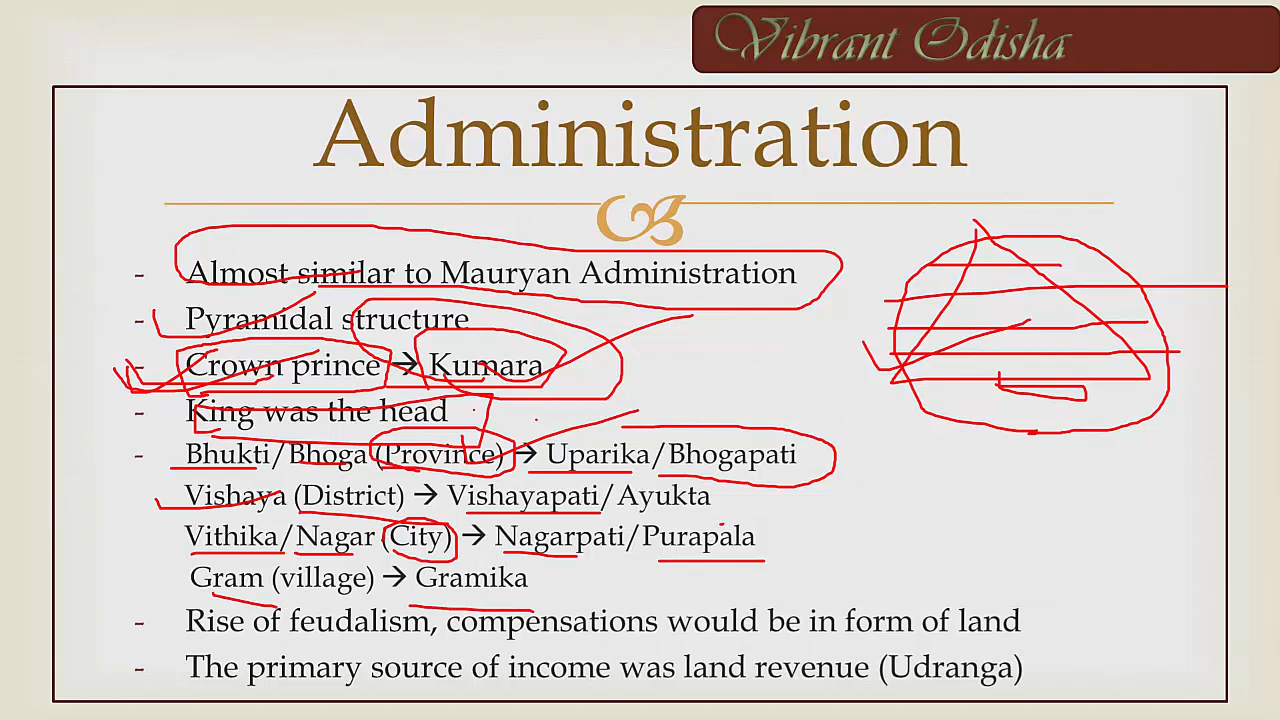 Vibrant Odisha
Administration
- Almost similar to Mauryan Administration
- Pyramidal structure
- Crown prince → Kumara
- King was the head
- Bhukti/Bhoga (Province) → Uparika/Bhogapati
Vishaya (District) → Vishayapati/Ayukta
Vithika/Nagar (City) → Nagarpati/Purapala
Gram (village) → Gramika
- Rise of feudalism, compensations would be in form of land
- The primary source of income was land revenue (Udranga)